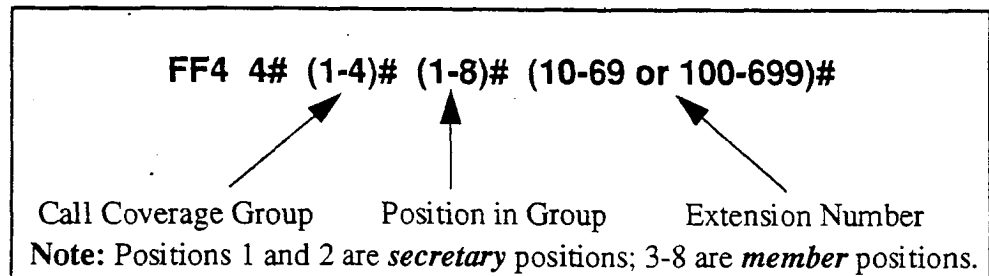 FF4 4# (1-4)# (1-8)# (10-69 or 100-699)#
Call Coverage Group Position in Group Extension Number
Note: Positions 1 and 2 are secretary positions; 3-8 are member positions.